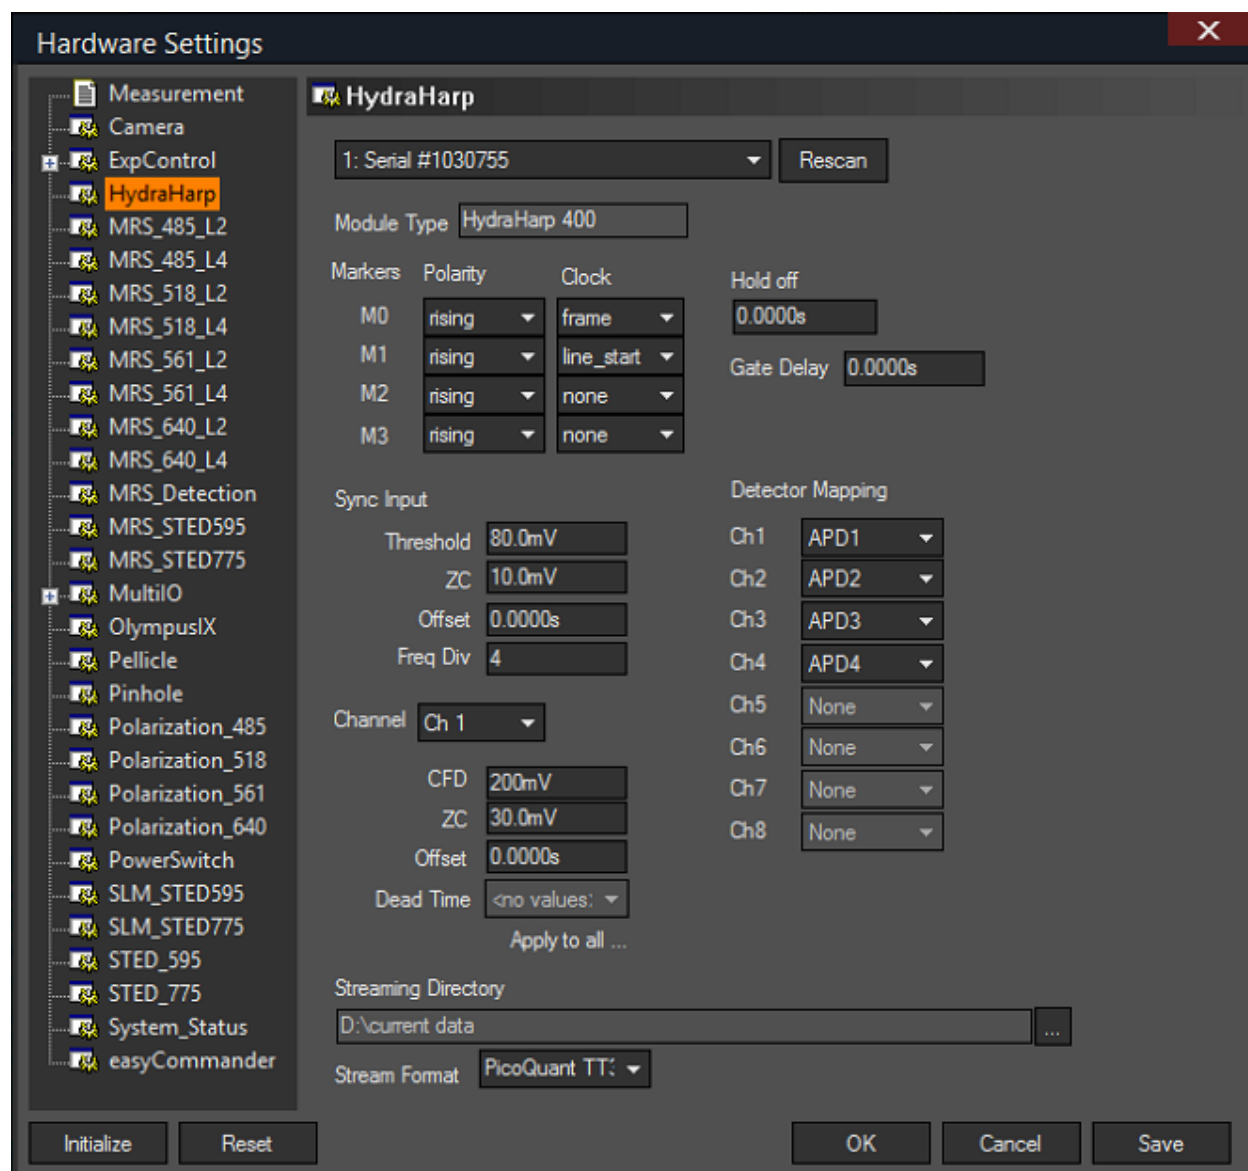 Hardware Settings
Measurement
Camera
ExpControl
HydraHarp
MRS_485_L2
MRS_485_L4
MRS_518_L2
MRS_518_L4
MRS_561_L2
MRS_561_L4
MRS_640_L2
MRS_640_L4
MRS_Detection
MRS_STED595
MRS_STED775
MultiIO
OlympusIX
Pellicle
Pinhole
Polarization_485
Polarization_518
Polarization_561
Polarization_640
PowerSwitch
SLM_STED595
SLM_STED775
STED_595
STED_775
System_Status
easyCommander
HydraHarp
1: Serial #1030755 Rescan
Module Type HydraHarp 400
Markers Polarity Clock
M0 rising frame
M1 rising line_start
M2 rising none
M3 rising none
Hold off
0.0000s
Gate Delay 0.0000s
Sync Input
Threshold 80.0mV
ZC 10.0mV
Offset 0.0000s
Freq Div 4
Channel Ch 1
CFD 200mV
ZC 30.0mV
Offset 0.0000s
Dead Time <no values:
Apply to all ...
Detector Mapping
Ch1 APD1
Ch2 APD2
Ch3 APD3
Ch4 APD4
Ch5 None
Ch6 None
Ch7 None
Ch8 None
Streaming Directory
D:\current data ...
Stream Format PicoQuant TT
Initialize Reset OK Cancel Save